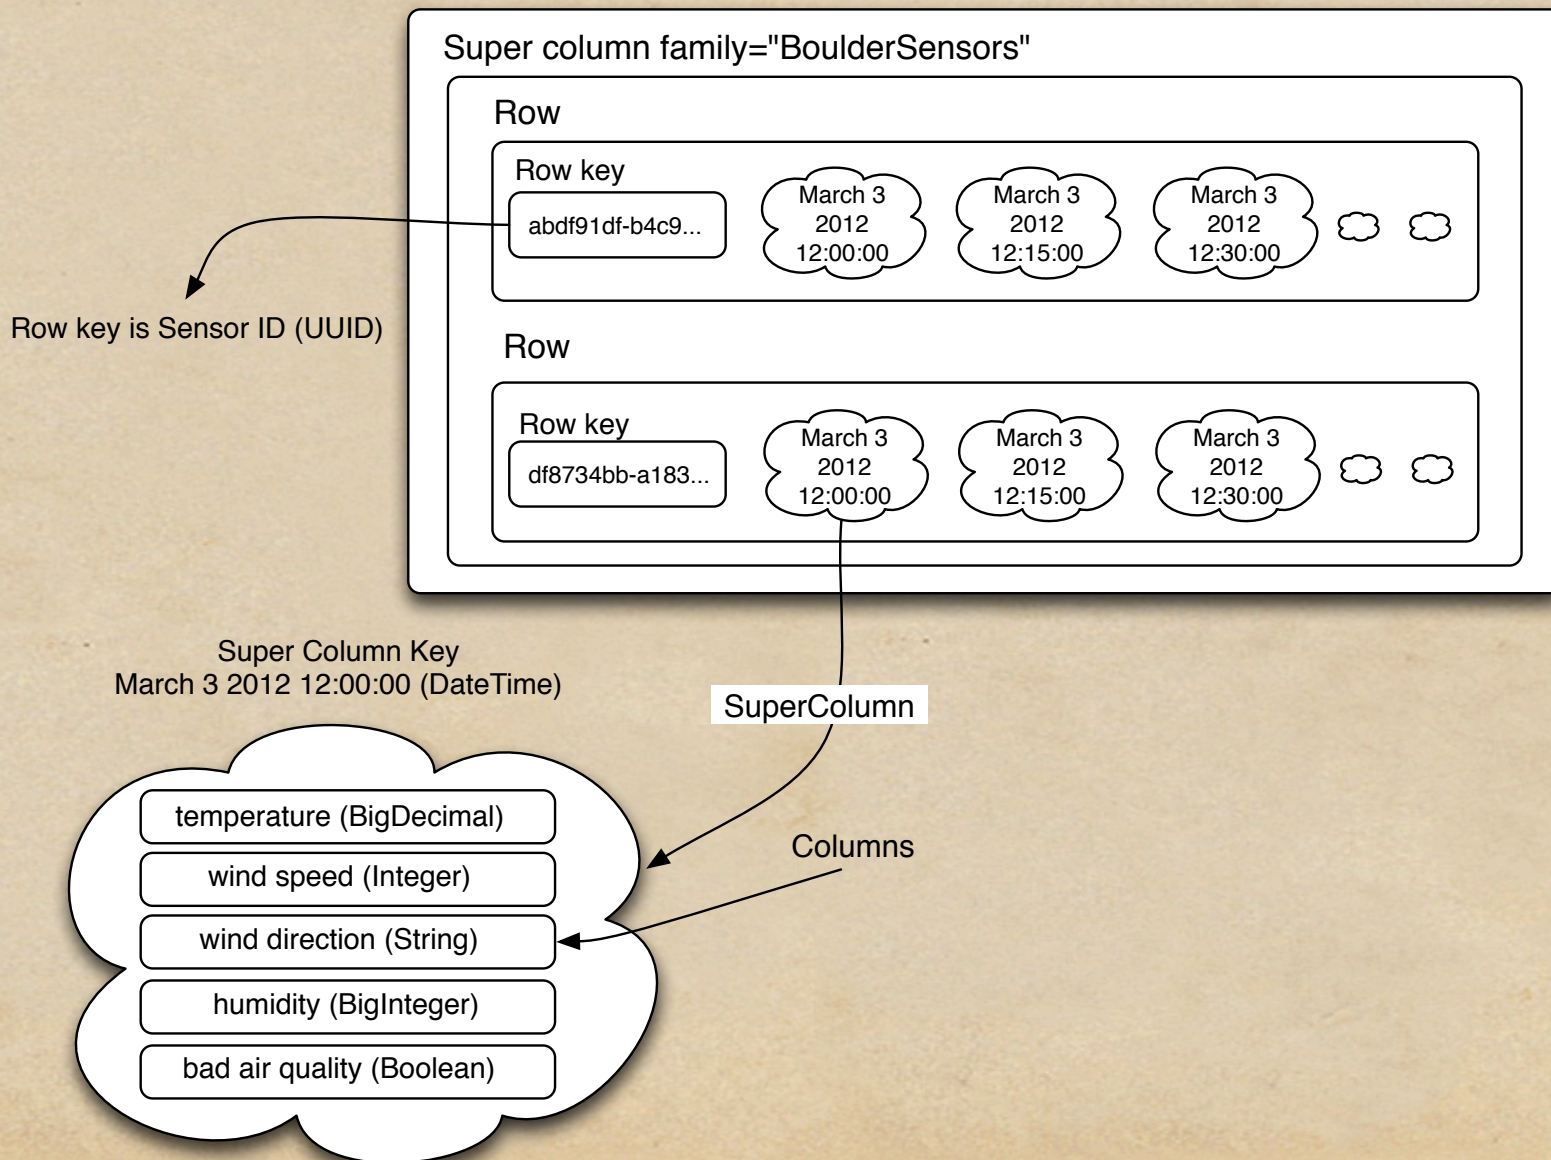 Super column family="BoulderSensors"
Row
Row key
abdf91df-b4c9...
March 3
2012
12:00:00
March 3
2012
12:15:00
March 3
2012
12:30:00
Row key is Sensor ID (UUID)
Row
Row key
df8734bb-a183...
March 3
2012
12:00:00
March 3
2012
12:15:00
March 3
2012
12:30:00
Super Column Key
March 3 2012 12:00:00 (DateTime)
SuperColumn
temperature (BigDecimal)
wind speed (Integer)
wind direction (String)
humidity (BigInteger)
bad air quality (Boolean)
Columns